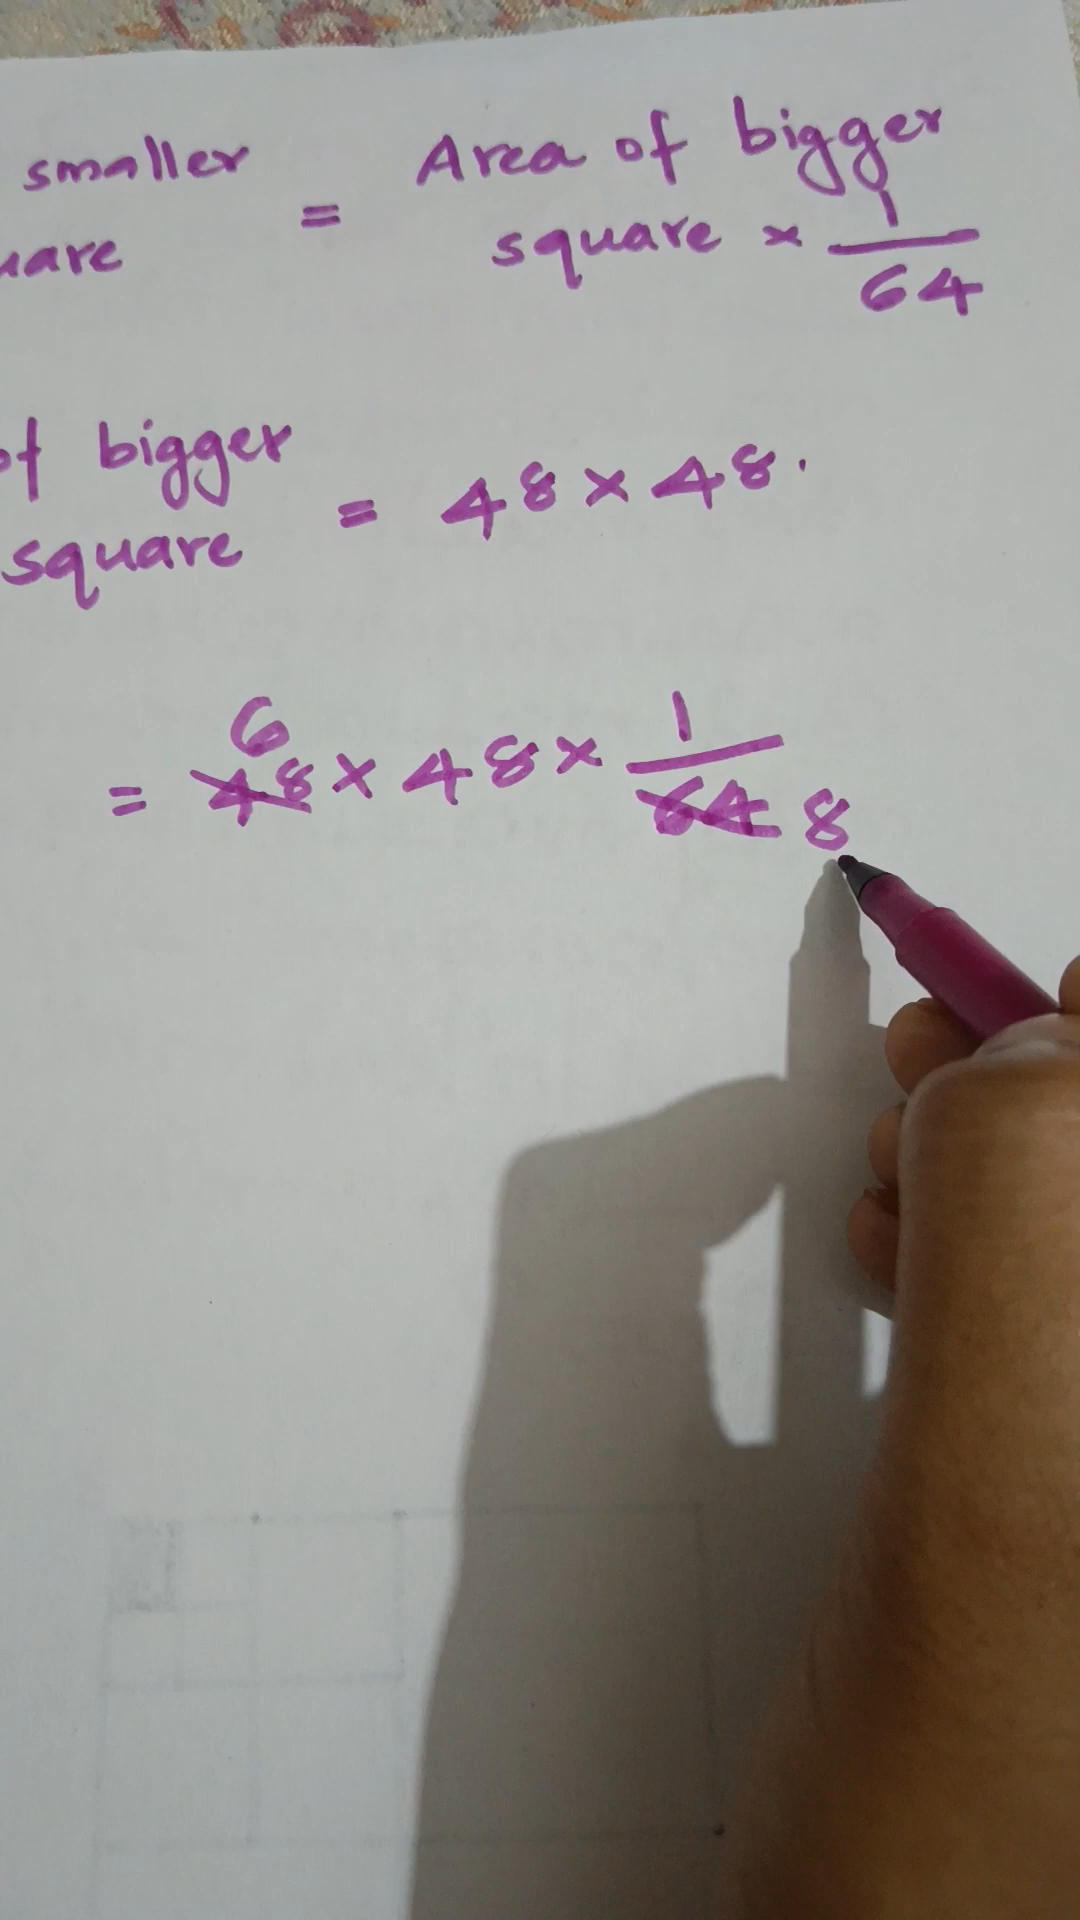 smaller = Area of bigger
uare square × 1/64
of bigger
square = 48 × 48.
= 48 × 48 × 1/64
6 8